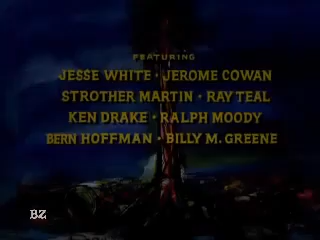 FEATURING
JESSE WHITE • JEROME COWAN
STROTHER MARTIN • RAY TEAL
KEN DRAKE • RALPH MOODY
BERN HOFFMAN • BILLY M. GREENE
BZ